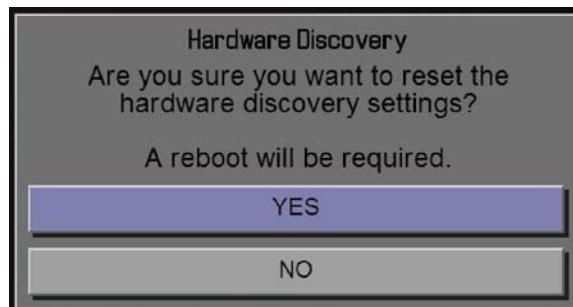 Hardware Discovery
Are you sure you want to reset the
hardware discovery settings?
A reboot will be required.
YES
NO